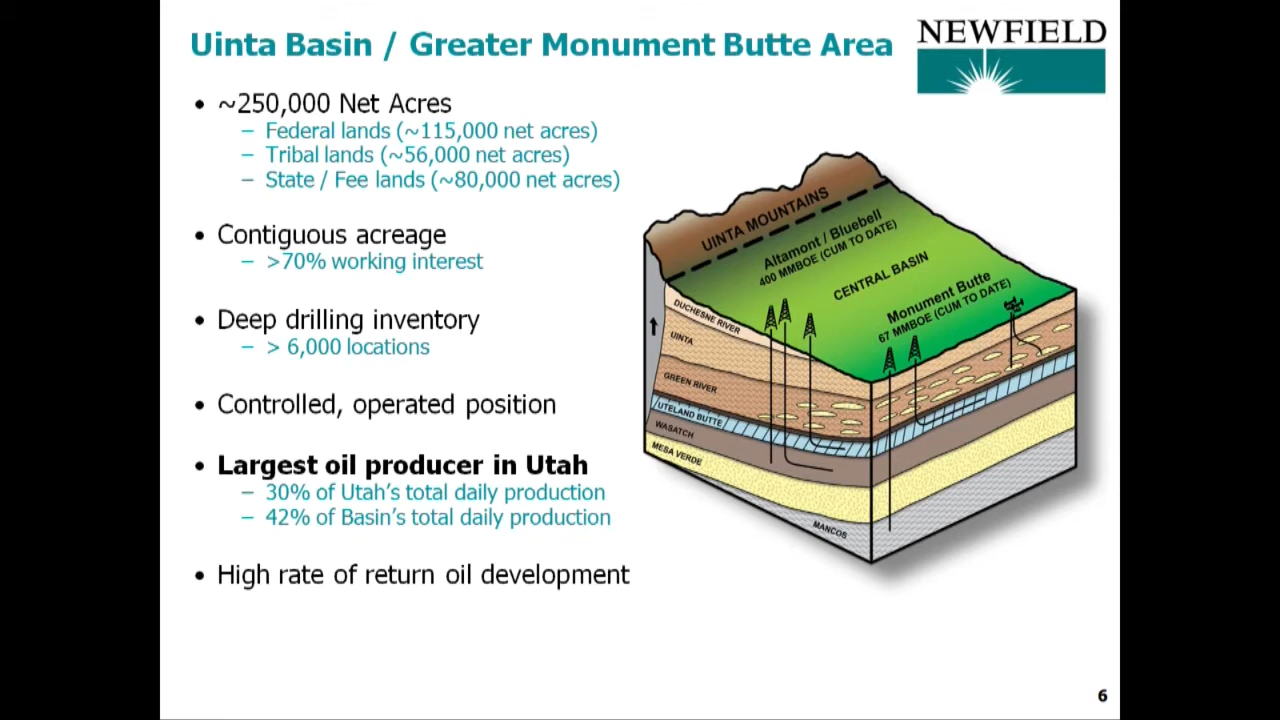 Uinta Basin / Greater Monument Butte Area
NEWFIELD
• ~250,000 Net Acres
– Federal lands (~115,000 net acres)
– Tribal lands (~56,000 net acres)
– State / Fee lands (~80,000 net acres)
• Contiguous acreage
– >70% working interest
• Deep drilling inventory
– > 6,000 locations
• Controlled, operated position
• Largest oil producer in Utah
– 30% of Utah's total daily production
– 42% of Basin's total daily production
• High rate of return oil development
UINTA MOUNTAINS
Altamont / Bluebell
400 MMBOE (CUM TO DATE)
CENTRAL BASIN
Monument Butte
67 MMBOE (CUM TO DATE)
DUCHESNE RIVER
UINTA
GREEN RIVER
UTELAND BUTTE
WASATCH
MESA VERDE
MANCOS
6